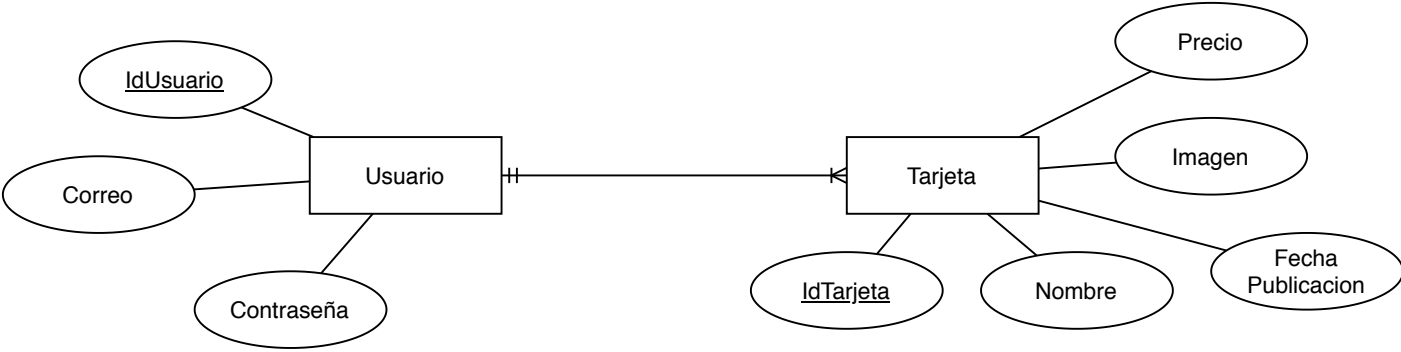 Precio
IdUsuario
Imagen
Usuario
Tarjeta
Correo
Fecha
Publicacion
IdTarjeta
Nombre
Contraseña